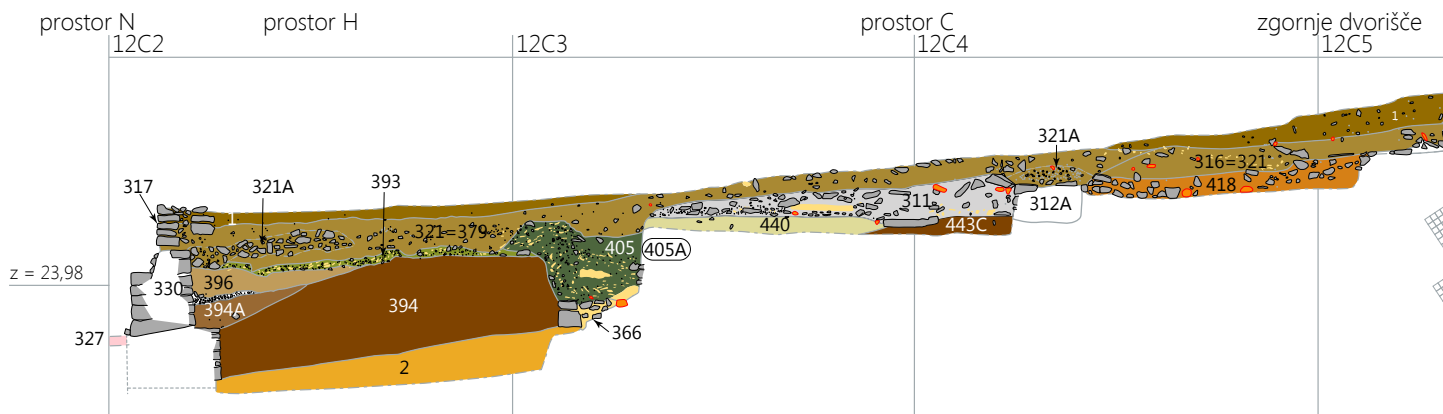 prostor N prostor H prostor C zgornje dvorišče
12C2 12C3 12C4 12C5
1
321A
316=321
317 321A 393 418
311 312A
1 321=379 440 443C
405 405A
z = 23,98
396
330
394A 394
366
327
2